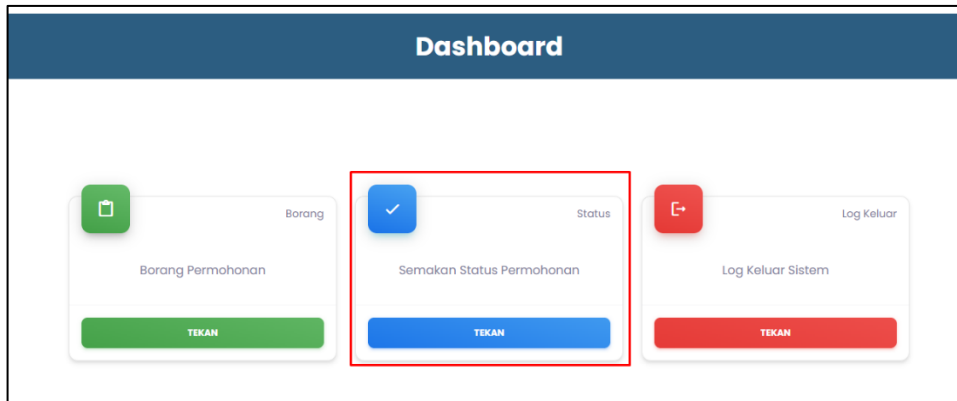 Dashboard
Borang
Borang Permohonan
TEKAN
Status
Semakan Status Permohonan
TEKAN
Log Keluar
Log Keluar Sistem
TEKAN